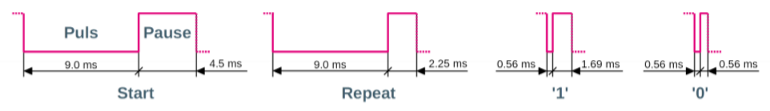 Puls Pause
9.0 ms 4.5 ms 9.0 ms 2.25 ms 0.56 ms 1.69 ms 0.56 ms 0.56 ms
Start Repeat '1' '0'